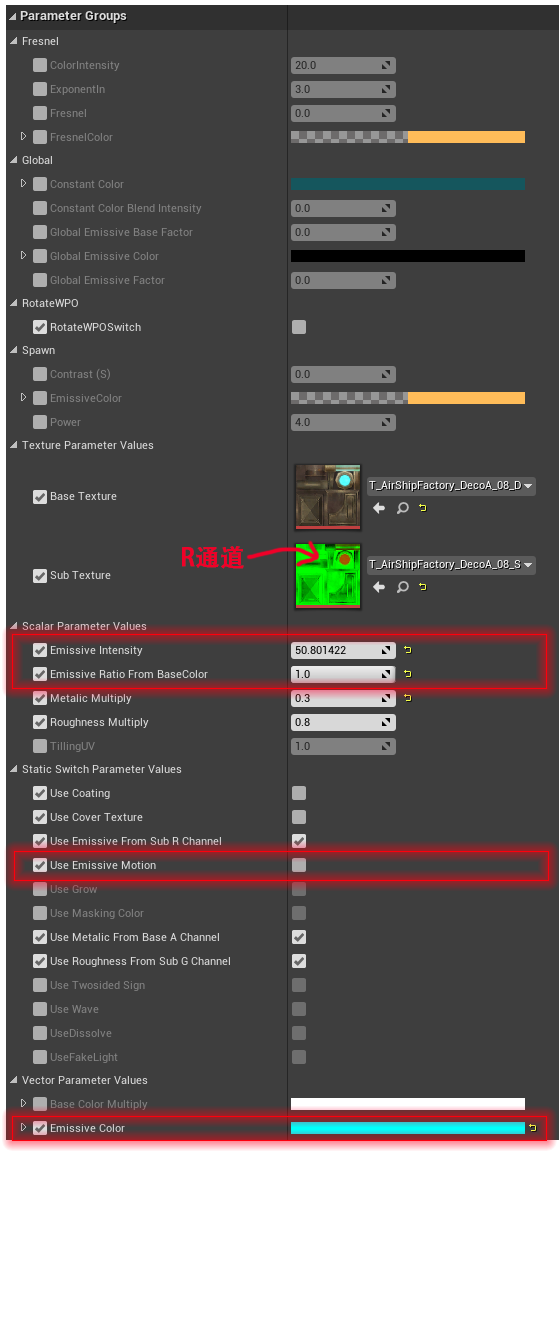 Parameter Groups
Fresnel
ColorIntensity 20.0
ExponentIn 3.0
Fresnel 0.0
FresnelColor
Global
Constant Color
Constant Color Blend Intensity 0.0
Global Emissive Base Factor 0.0
Global Emissive Color
Global Emissive Factor 0.0
RotateWPO
RotateWPOSwitch
Spawn
Contrast (S) 0.0
EmissiveColor
Power 4.0
Texture Parameter Values
Base Texture T_AirShipFactory_DecoA_08_D
R通道
Sub Texture T_AirShipFactory_DecoA_08_S
Scalar Parameter Values
Emissive Intensity 50.801422
Emissive Ratio From BaseColor 1.0
Metalic Multiply 0.3
Roughness Multiply 0.8
TillingUV 1.0
Static Switch Parameter Values
Use Coating
Use Cover Texture
Use Emissive From Sub R Channel
Use Emissive Motion
Use Grow
Use Masking Color
Use Metalic From Base A Channel
Use Roughness From Sub G Channel
Use Twosided Sign
Use Wave
UseDissolve
UseFakeLight
Vector Parameter Values
Base Color Multiply
Emissive Color